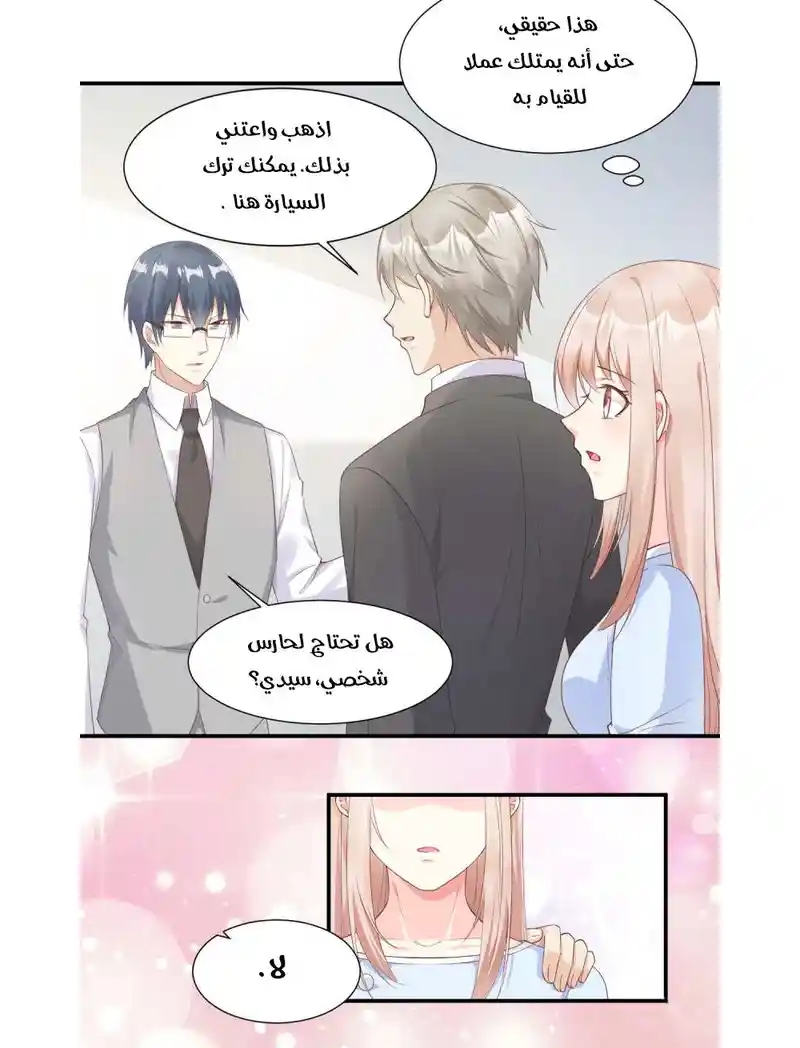 هذا حقيقي،
حتى أنه يمتلك عملا
للقيام به
اذهب واعتني
بذلك. يمكنك ترك
السيارة هنا .
هل تحتاج لحارس
شخصي، سيدي؟
لا.